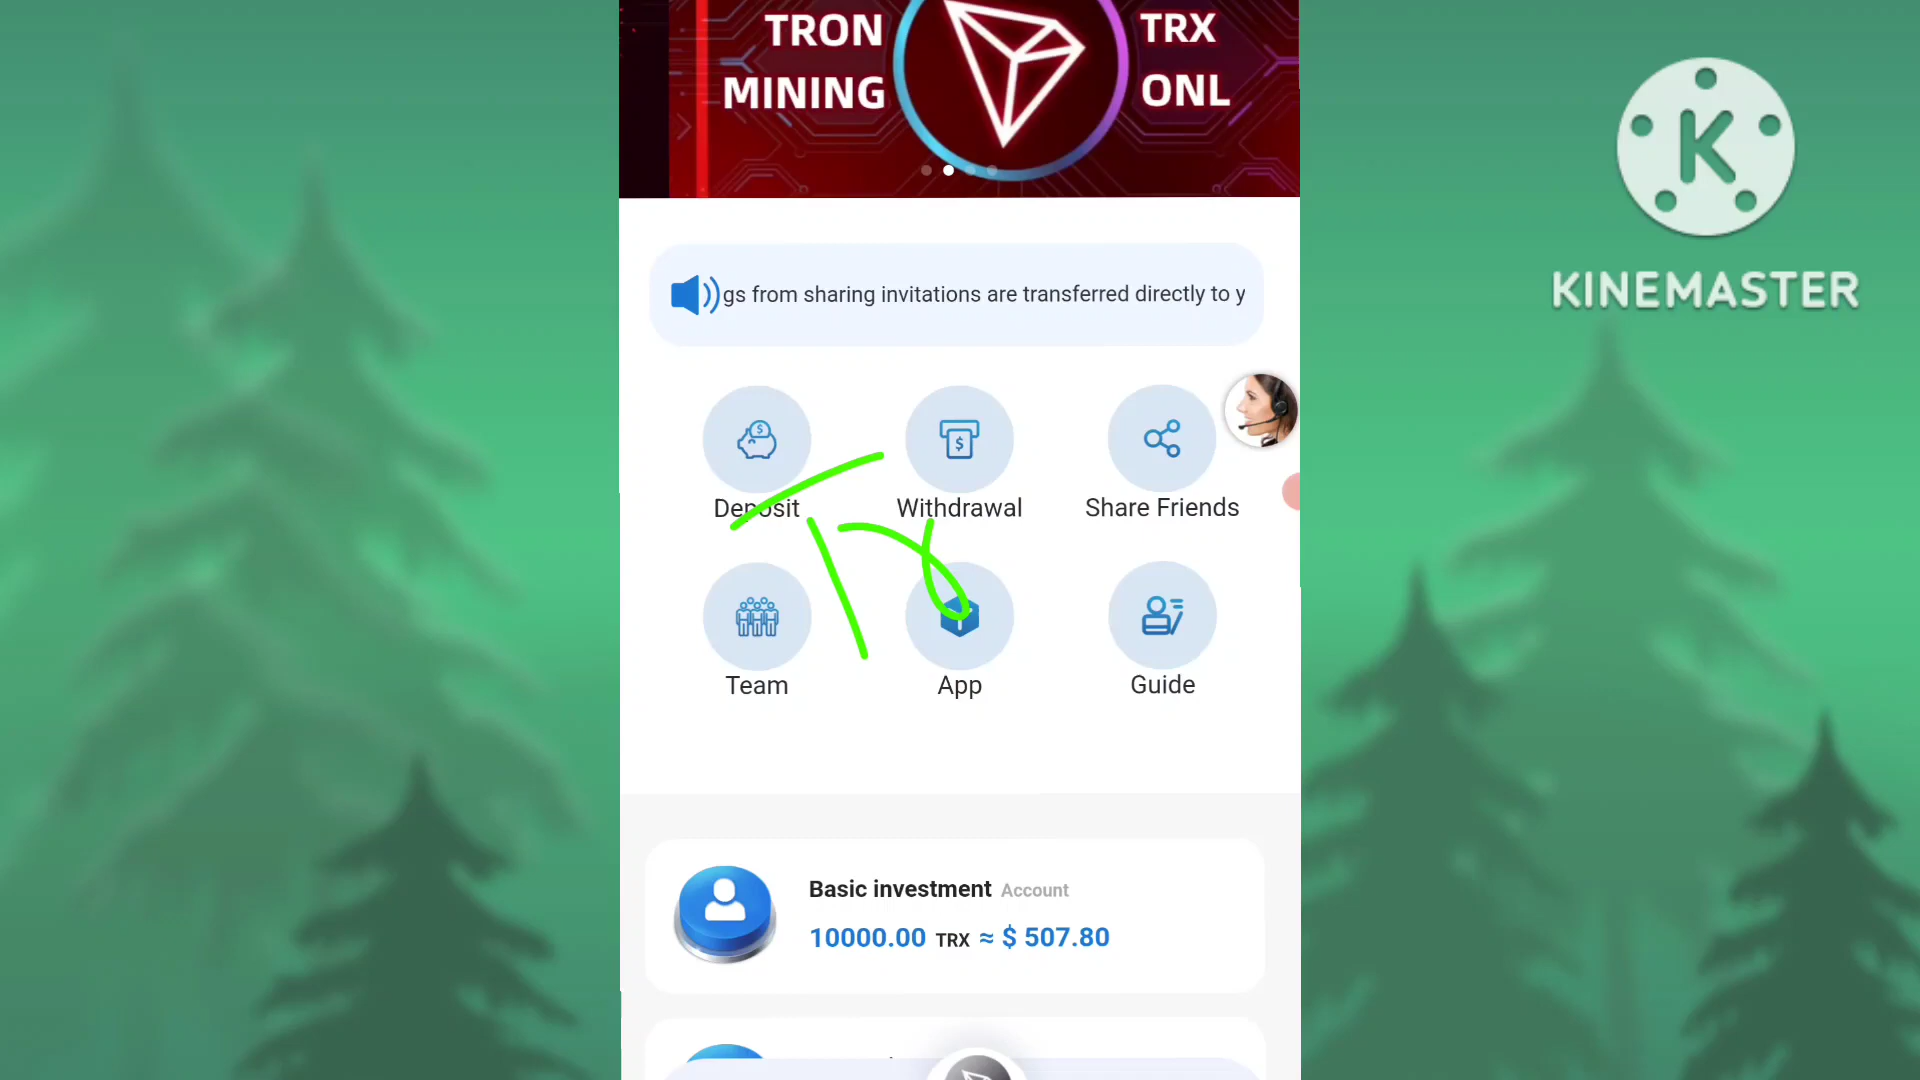 TRON
MINING
TRX
ONL
KINEMASTER
gs from sharing invitations are transferred directly to y
Deposit
Withdrawal
Share Friends
Team
App
Guide
Basic investment Account
10000.00 TRX ≈ $ 507.80